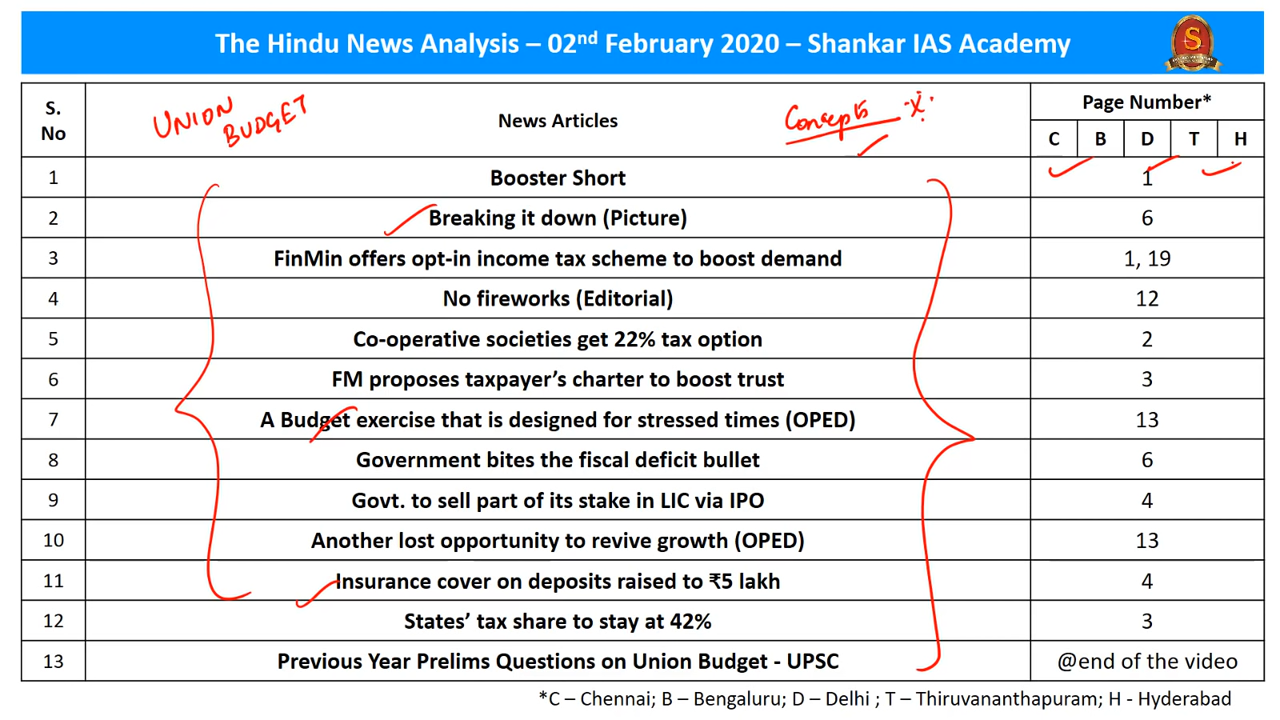 The Hindu News Analysis – 02nd February 2020 – Shankar IAS Academy
S
S. No
UNION BUDGET
News Articles
Concepts
Page Number*
C B D T H
1 Booster Short 1
2 Breaking it down (Picture) 6
3 FinMin offers opt-in income tax scheme to boost demand 1, 19
4 No fireworks (Editorial) 12
5 Co-operative societies get 22% tax option 2
6 FM proposes taxpayer’s charter to boost trust 3
7 A Budget exercise that is designed for stressed times (OPED) 13
8 Government bites the fiscal deficit bullet 6
9 Govt. to sell part of its stake in LIC via IPO 4
10 Another lost opportunity to revive growth (OPED) 13
11 Insurance cover on deposits raised to ₹5 lakh 4
12 States’ tax share to stay at 42% 3
13 Previous Year Prelims Questions on Union Budget - UPSC @end of the video
*C – Chennai; B – Bengaluru; D – Delhi ; T – Thiruvananthapuram; H - Hyderabad